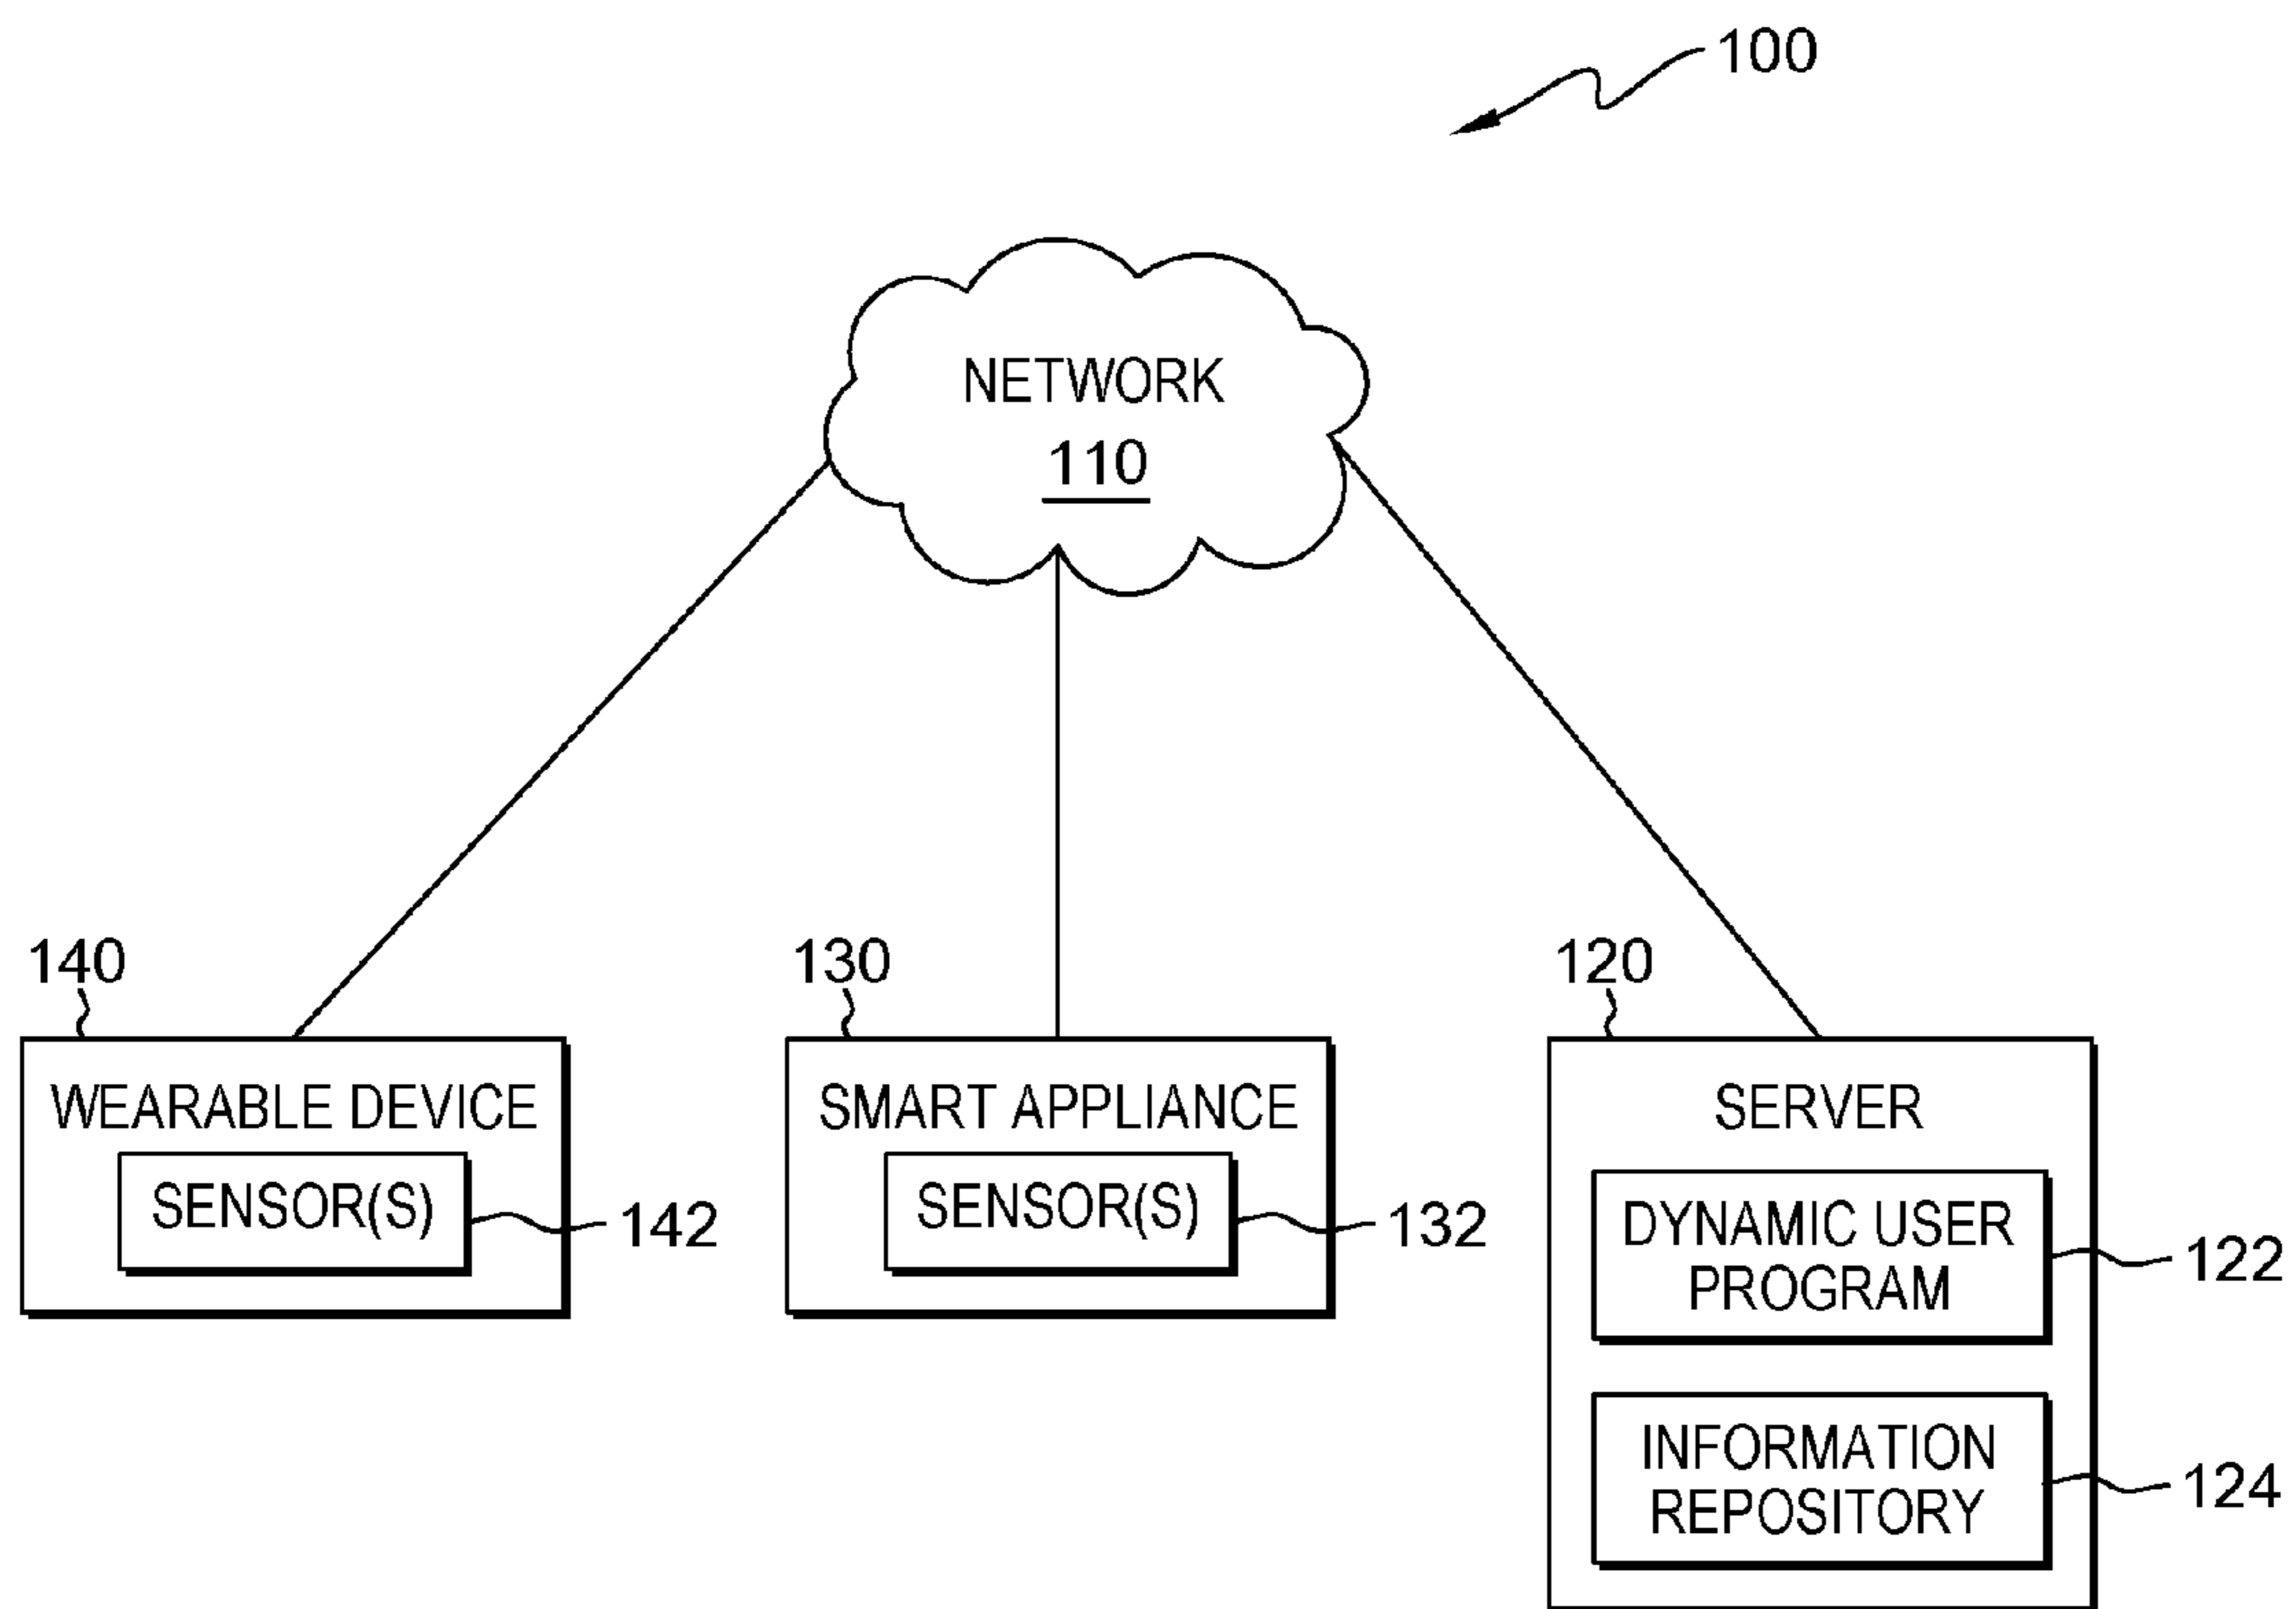 100
NETWORK
110
140
130
120
WEARABLE DEVICE
SENSOR(S)
142
SMART APPLIANCE
SENSOR(S)
132
SERVER
DYNAMIC USER
PROGRAM
122
INFORMATION
REPOSITORY
124